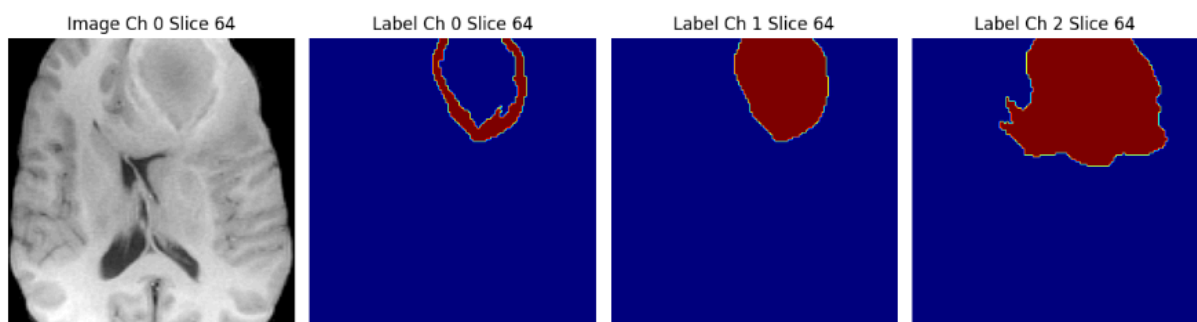 Image Ch 0 Slice 64
Label Ch 0 Slice 64
Label Ch 1 Slice 64
Label Ch 2 Slice 64